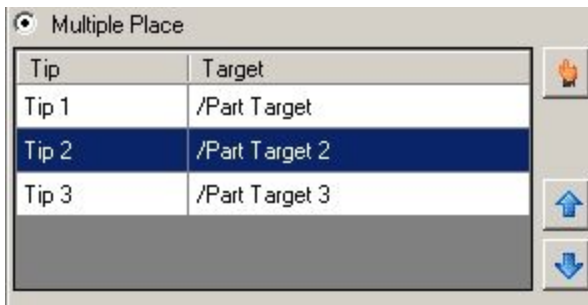 Multiple Place
Tip Target
Tip 1 /Part Target
Tip 2 /Part Target 2
Tip 3 /Part Target 3